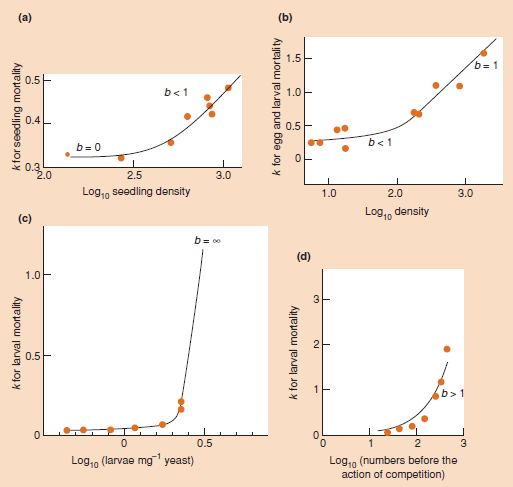 (a)
k for seedling mortality
0.5
0.4
0.3
b < 1
b = 0
2.0 2.5 3.0
Log10 seedling density
(b)
k for egg and larval mortality
1.5
1.0
0.5
0
b = 1
b < 1
1.0 2.0 3.0
Log10 density
(c)
k for larval mortality
1.0
0.5
0
b = ∞
0 0.5
Log10 (larvae mg−1 yeast)
(d)
k for larval mortality
3
2
1
0
b > 1
0 1 2 3
Log10 (numbers before the
action of competition)